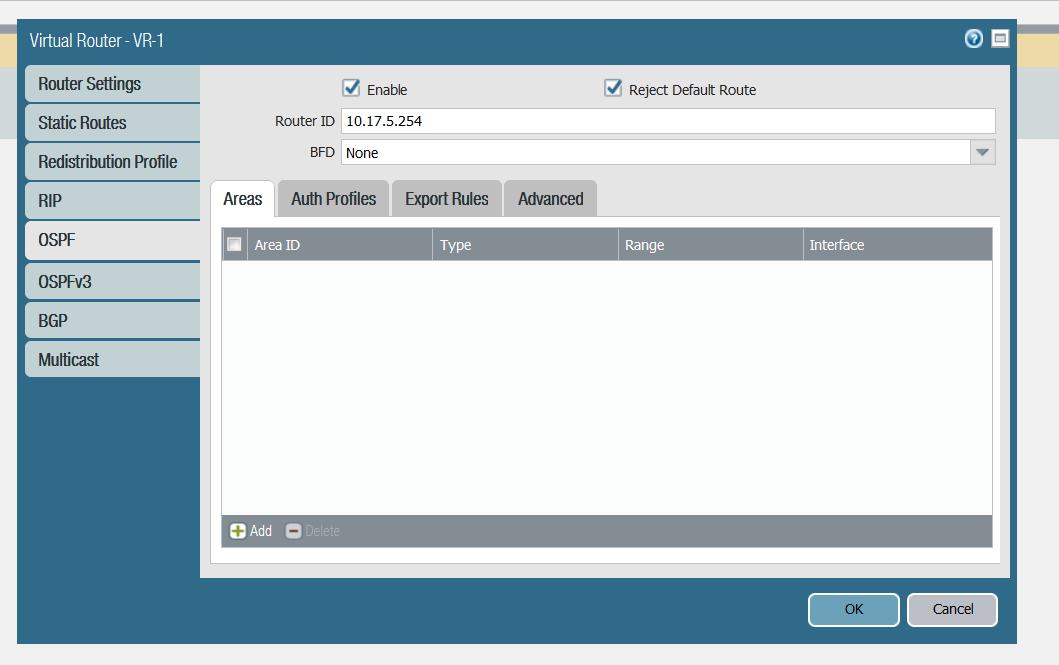 Virtual Router - VR-1
Router Settings
Static Routes
Redistribution Profile
RIP
OSPF
OSPFv3
BGP
Multicast
Enable
Reject Default Route
Router ID 10.17.5.254
BFD None
Areas Auth Profiles Export Rules Advanced
Area ID Type Range Interface
Add Delete
OK Cancel